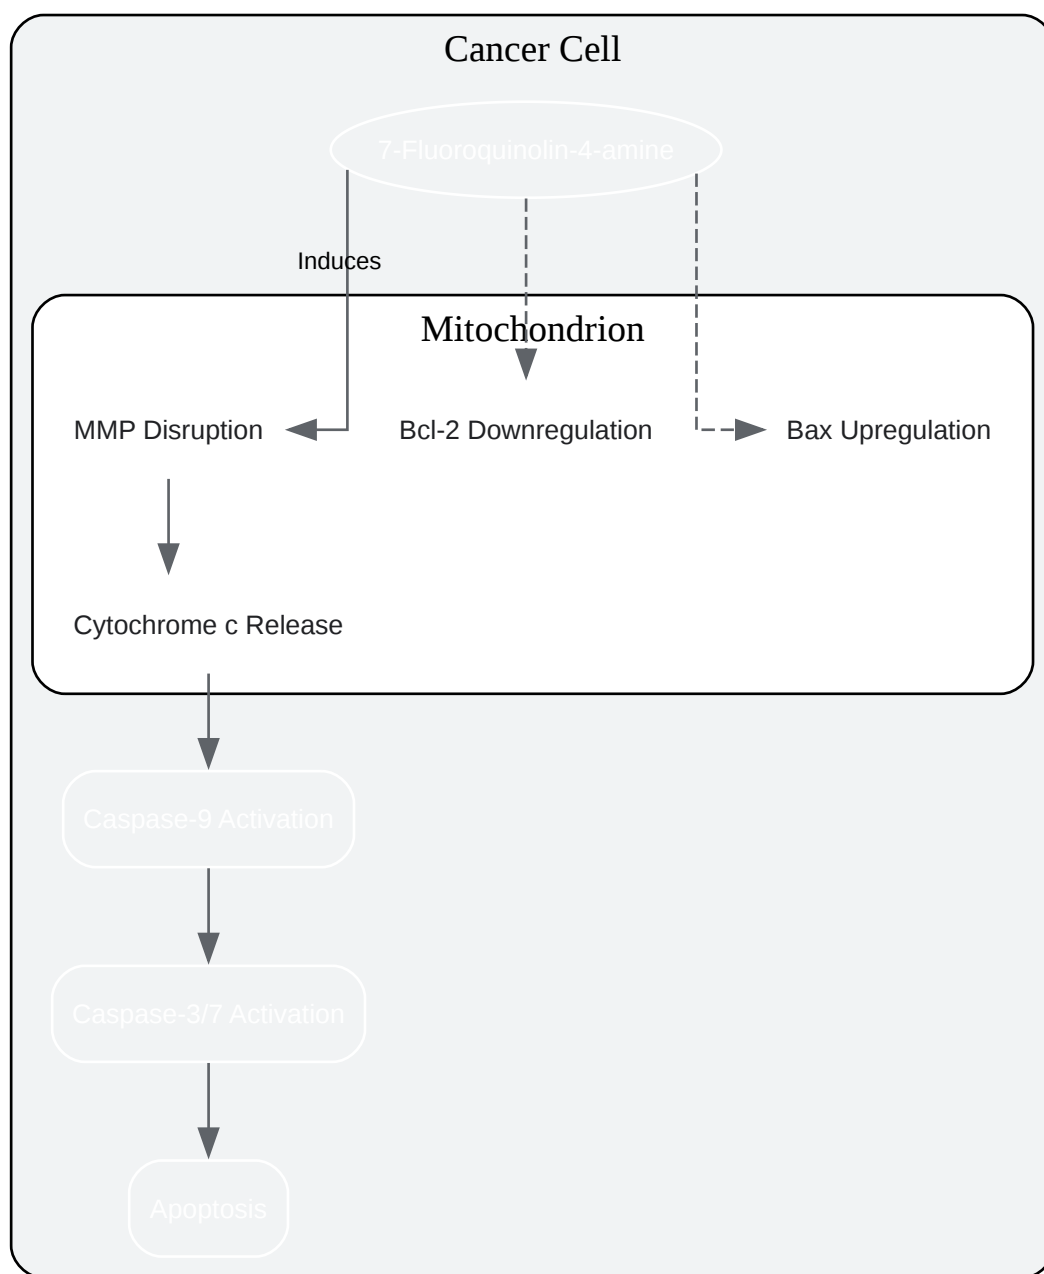 Cancer Cell
7-Fluoroquinolin-4-amine
Induces
Mitochondrion
MMP Disruption
Bcl-2 Downregulation
Bax Upregulation
Cytochrome c Release
Caspase-9 Activation
Caspase-3/7 Activation
Apoptosis